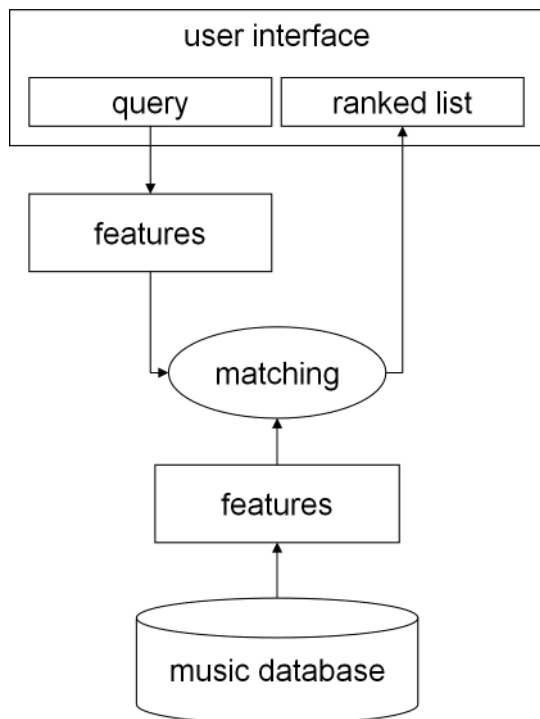 user interface
query
ranked list
features
matching
features
music database